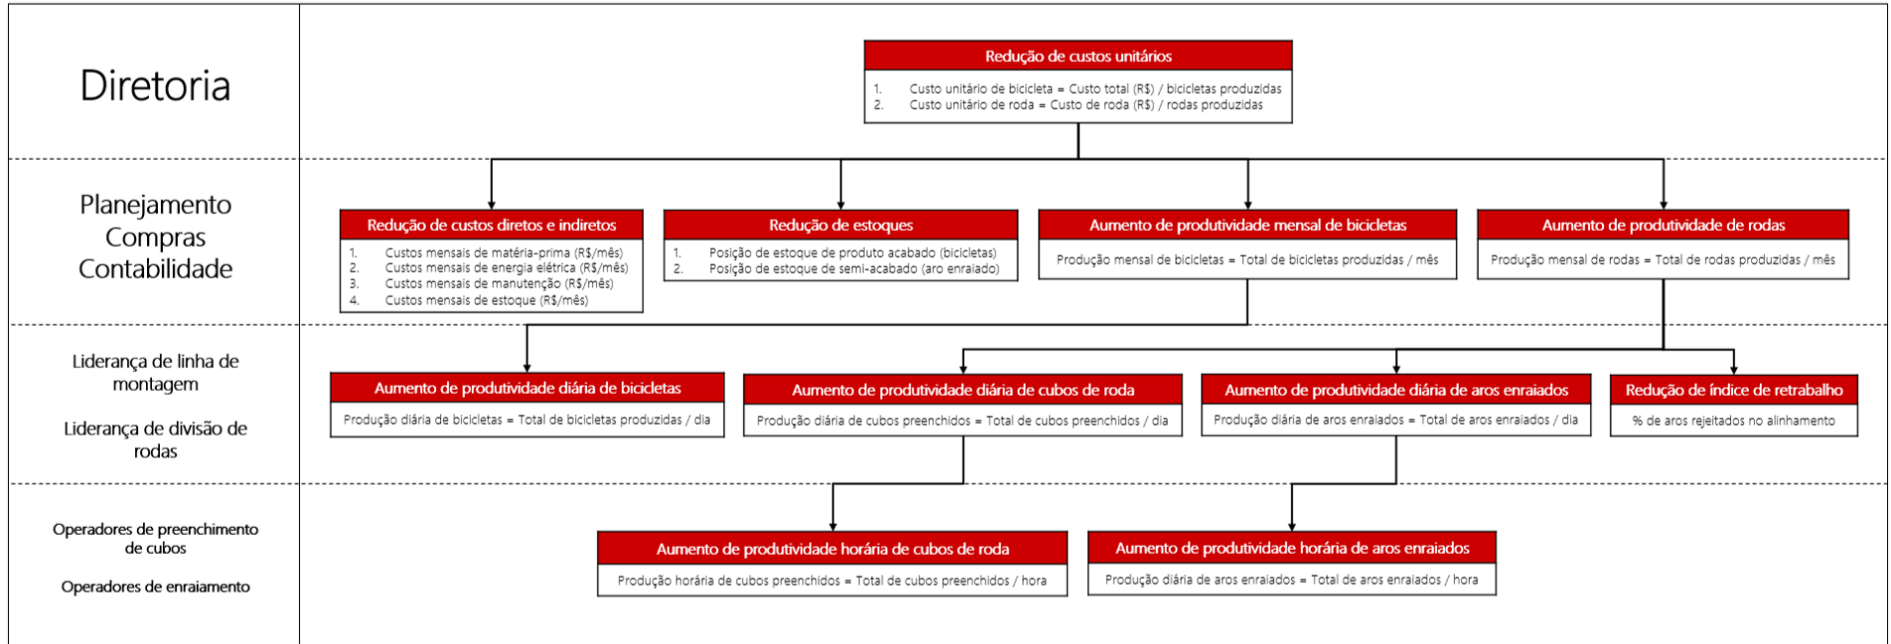 Diretoria
Redução de custos unitários
1. Custo unitário de bicicleta = Custo total (R$) / bicicletas produzidas
2. Custo unitário de roda = Custo de roda (R$) / rodas produzidas
Planejamento
Compras
Contabilidade
Redução de custos diretos e indiretos
1. Custos mensais de matéria-prima (R$/mês)
2. Custos mensais de energia elétrica (R$/mês)
3. Custos mensais de manutenção (R$/mês)
4. Custos mensais de estoque (R$/mês)
Redução de estoques
1. Posição de estoque de produto acabado (bicicletas)
2. Posição de estoque de semi-acabado (aro enraiado)
Aumento de produtividade mensal de bicicletas
Produção mensal de bicicletas = Total de bicicletas produzidas / mês
Aumento de produtividade de rodas
Produção mensal de rodas = Total de rodas produzidas / mês
Liderança de linha de
montagem
Liderança de divisão de
rodas
Aumento de produtividade diária de bicicletas
Produção diária de bicicletas = Total de bicicletas produzidas / dia
Aumento de produtividade diária de cubos de roda
Produção diária de cubos preenchidos = Total de cubos preenchidos / dia
Aumento de produtividade diária de aros enraiados
Produção diária de aros enraiados = Total de aros enraiados / dia
Redução de índice de retrabalho
% de aros rejeitados no alinhamento
Operadores de preenchimento
de cubos
Operadores de enraiamento
Aumento de produtividade horária de cubos de roda
Produção horária de cubos preenchidos = Total de cubos preenchidos / hora
Aumento de produtividade horária de aros enraiados
Produção diária de aros enraiados = Total de aros enraiados / hora